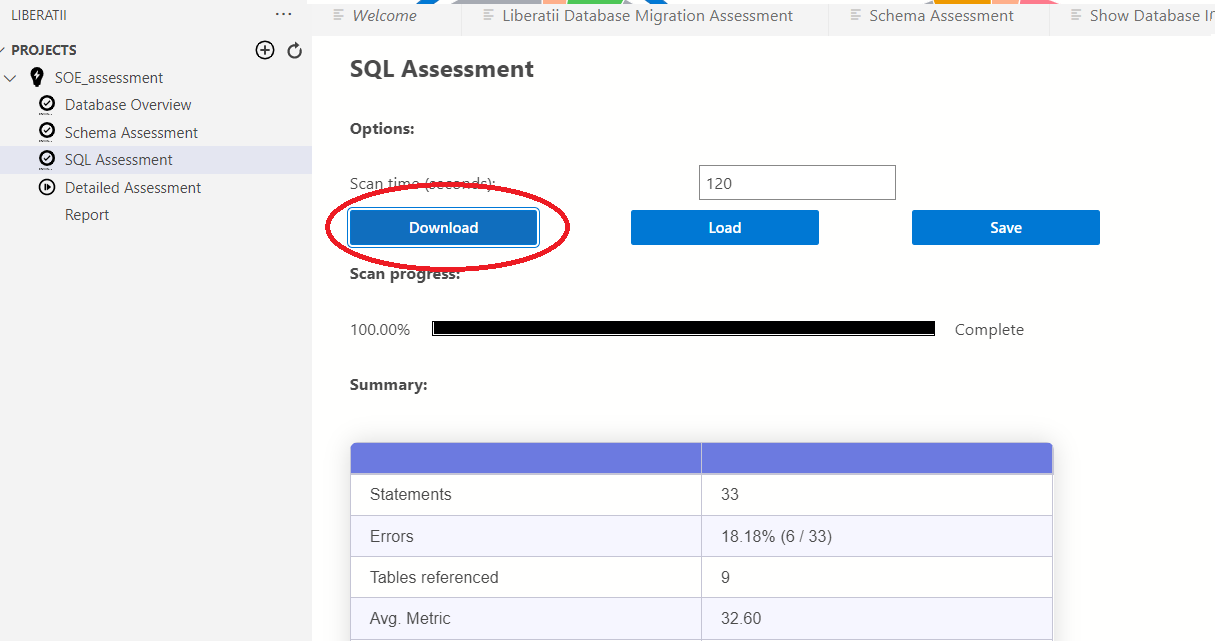 LIBERATII
...
Welcome
Liberatii Database Migration Assessment
Schema Assessment
Show Database
PROJECTS
SOE_assessment
Database Overview
Schema Assessment
SQL Assessment
Detailed Assessment
Report
SQL Assessment
Options:
Scan time (seconds): 120
Download Load Save
Scan progress:
100.00% Complete
Summary:
Statements 33
Errors 18.18% (6 / 33)
Tables referenced 9
Avg. Metric 32.60